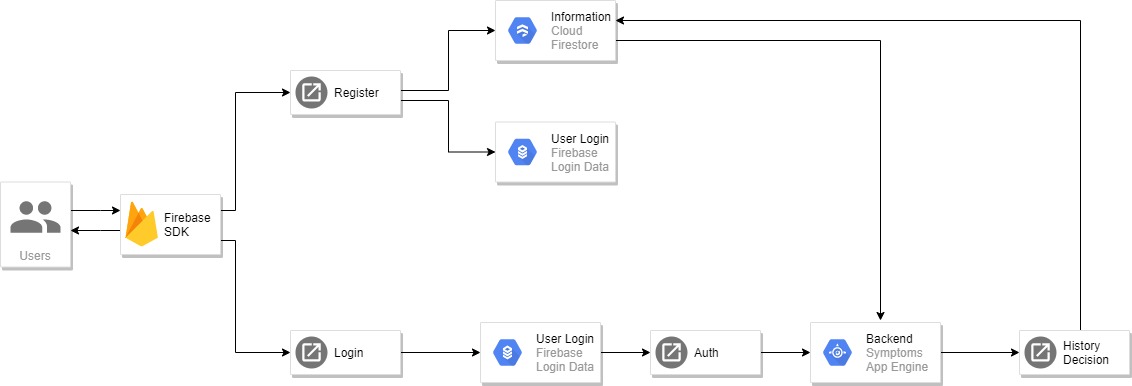 Information
Cloud
Firestore
Register
User Login
Firebase
Login Data
Users
Firebase
SDK
Login
User Login
Firebase
Login Data
Auth
Backend
Symptoms
App Engine
History
Decision